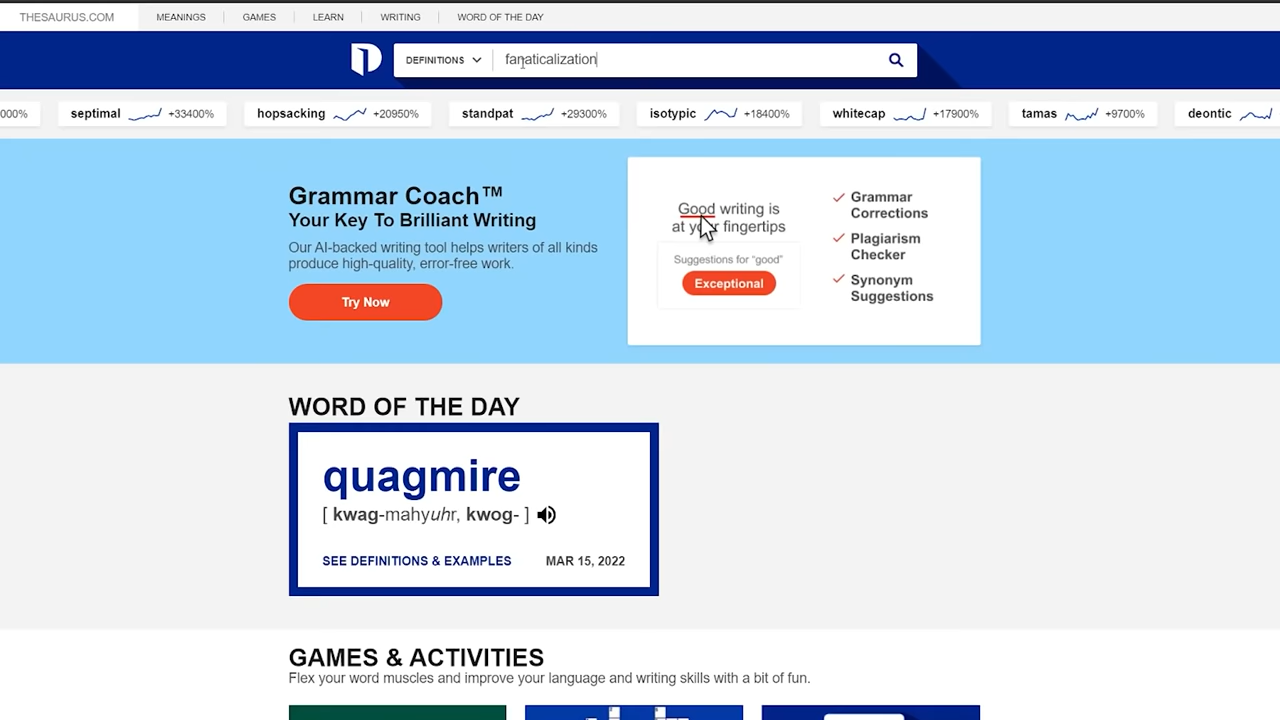 THESAURUS.COM MEANINGS GAMES LEARN WRITING WORD OF THE DAY
DEFINITIONS fanaticalization
000% septimal +33400% hopsacking +20950% standpat +29300% isotypic +18400% whitecap +17900% tamas +9700% deontic
Grammar Coach™
Your Key To Brilliant Writing
Our AI-backed writing tool helps writers of all kinds
produce high-quality, error-free work.
Try Now
Good writing is
at your fingertips
Suggestions for “good”
Exceptional
Grammar
Corrections
Plagiarism
Checker
Synonym
Suggestions
WORD OF THE DAY
quagmire
[ kwag-mahyuhr, kwog- ]
SEE DEFINITIONS & EXAMPLES MAR 15, 2022
GAMES & ACTIVITIES
Flex your word muscles and improve your language and writing skills with a bit of fun.